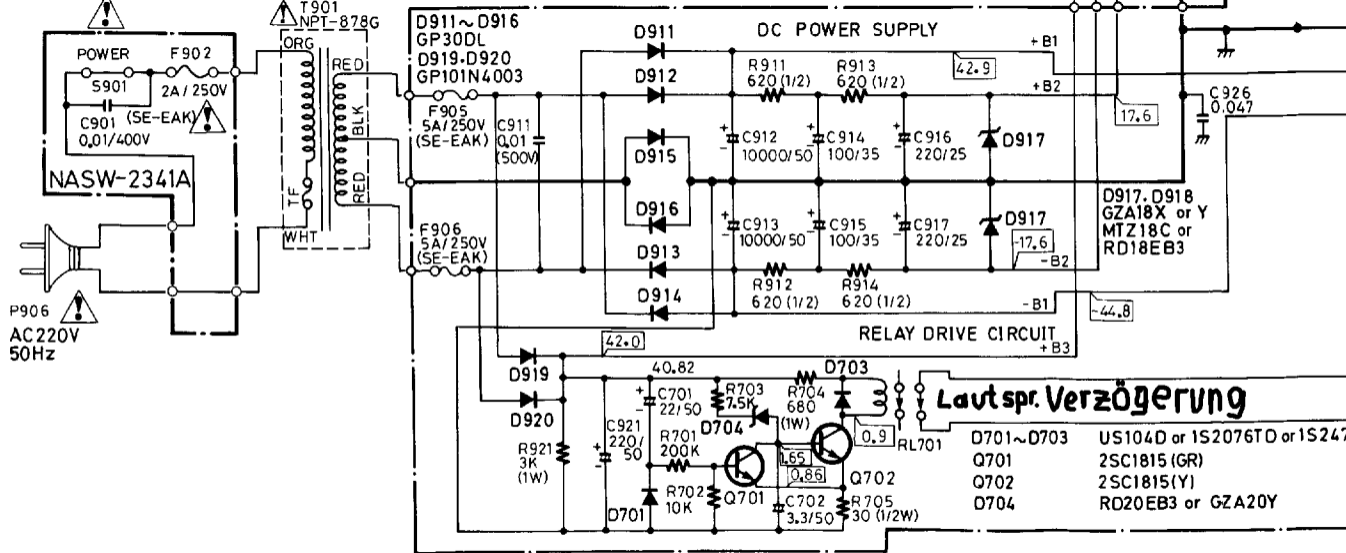 T901
NPT-878G
POWER
F902
S901
2A/250V
C901
(SE-EAK)
0.01/400V
NASW-2341A
P906
AC220V
50Hz
ORG
RED
BLK
RED
TF
WHT
D911~D916
GP30DL
D919.D920
GP101N4003
F905
5A/250V
(SE-EAK)
C911
0.01
(500V)
F906
5A/250V
(SE-EAK)
DC POWER SUPPLY
D911
D912
D915
D916
D913
D914
R911
620(1/2)
R913
620(1/2)
42.9
+B1
+B2
17.6
C926
0.047
C912
10000/50
C914
100/35
C916
220/25
D917
C913
10000/50
C915
100/35
C917
220/25
D917
D917.D918
GZA18X or Y
MTZ18C or
RD18EB3
-17.6
-B2
R912
620(1/2)
R914
620(1/2)
-B1
-44.8
RELAY DRIVE CIRCUIT
+B3
42.0
D919
40.82
D703
D920
C701
22/50
R703
7.5K
R704
680
(1W)
D704
C921
220/
50
R921
3K
(1W)
R701
200K
1.65
0.86
0.9
RL701
Q702
R702
10K
Q701
D701
C702
3.3/50
R705
30(1/2W)
Lautspr. Verzögerung
D701~D703 US104D or 1S2076TD or 1S247
Q701 2SC1815(GR)
Q702 2SC1815(Y)
D704 RD20EB3 or GZA20Y